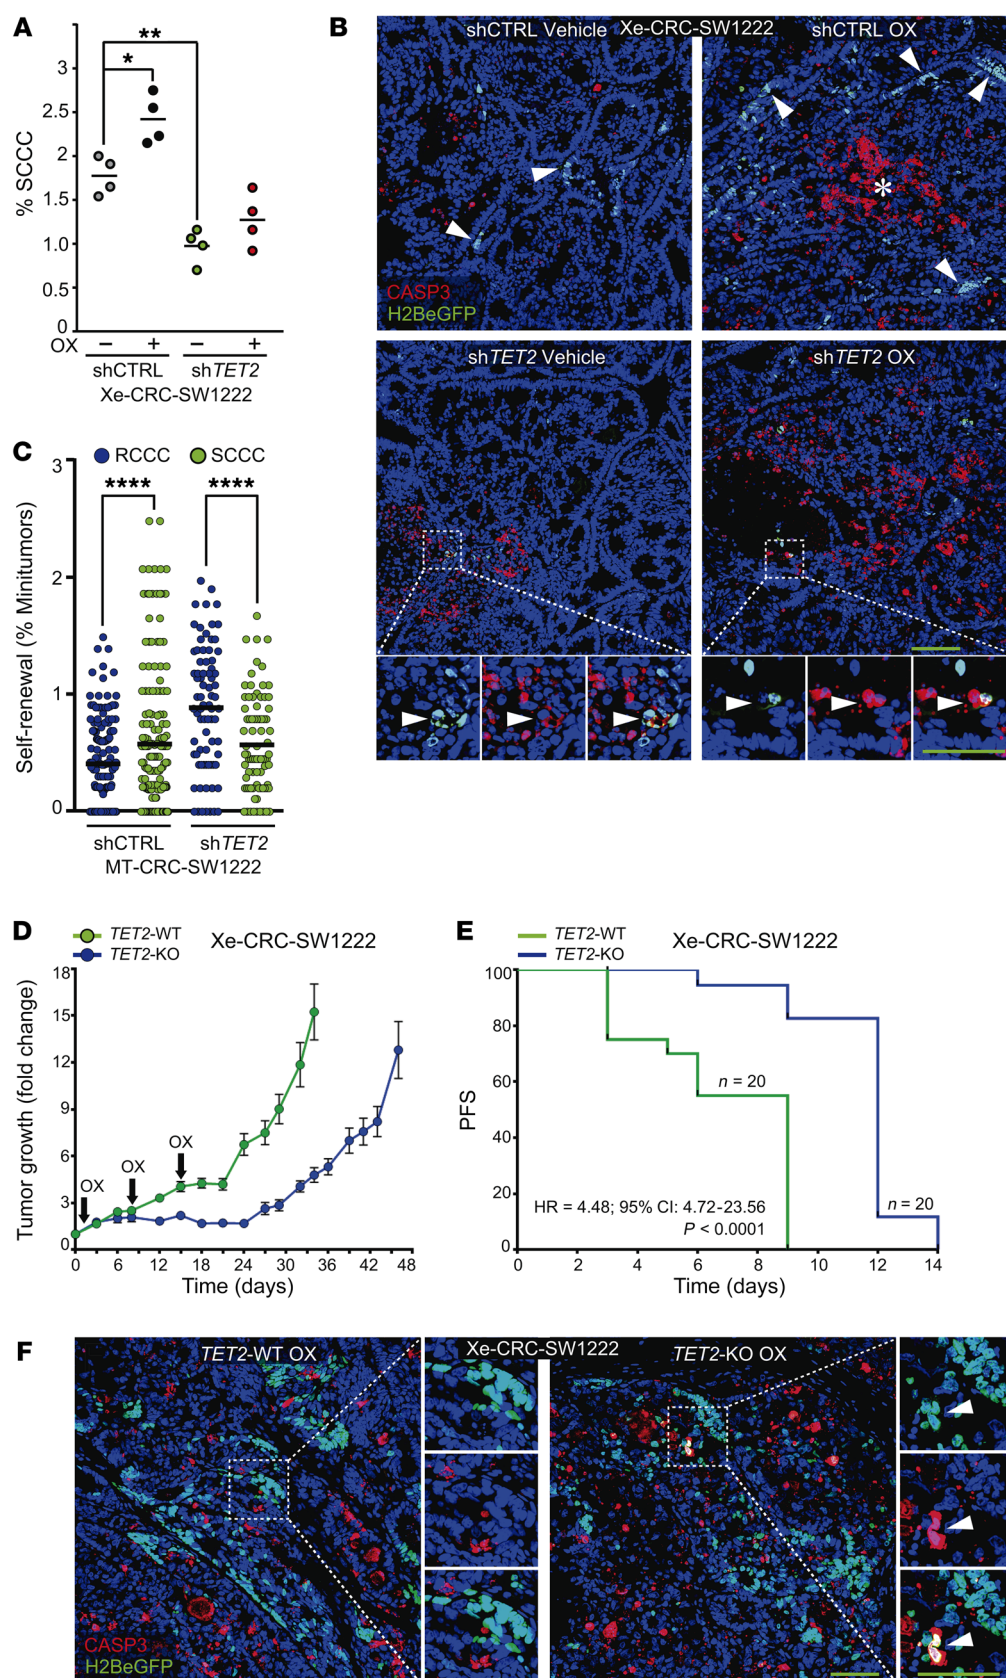 A
**
*
3
2.5
2
1.5
1.0
0.5
0
% SCCC
OX − + − +
shCTRL shTET2
Xe-CRC-SW1222
B
shCTRL Vehicle Xe-CRC-SW1222 shCTRL OX
*
CASP3
H2BeGFP
shTET2 Vehicle shTET2 OX
C
RCCC SCCC
**** ****
3
2
1
0
Self-renewal (% Minitumors)
shCTRL shTET2
MT-CRC-SW1222
D
TET2-WT
TET2-KO
Xe-CRC-SW1222
18
15
12
9
6
3
0
Tumor growth (fold change)
OX
OX
OX
0 6 12 18 24 30 36 42 48
Time (days)
E
TET2-WT
TET2-KO
Xe-CRC-SW1222
100
80
60
40
20
0
PFS
n = 20
n = 20
HR = 4.48; 95% CI: 4.72-23.56
P < 0.0001
0 2 4 6 8 10 12 14
Time (days)
F
TET2-WT OX Xe-CRC-SW1222 TET2-KO OX
CASP3
H2BeGFP